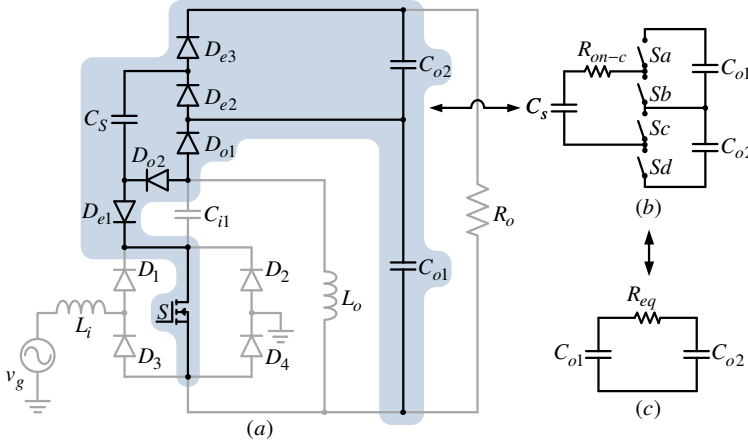 D_{e3}
C_{o2}
D_{e2}
C_S
D_{o1}
D_{o2}
D_{e1}
C_{i1}
R_o
D_1
D_2
C_{o1}
S
L_o
L_i
D_3
D_4
v_g
(a)
R_{on-c}
Sa
C_{o1}
Sb
C_s
Sc
C_{o2}
Sd
(b)
R_{eq}
C_{o1}
C_{o2}
(c)